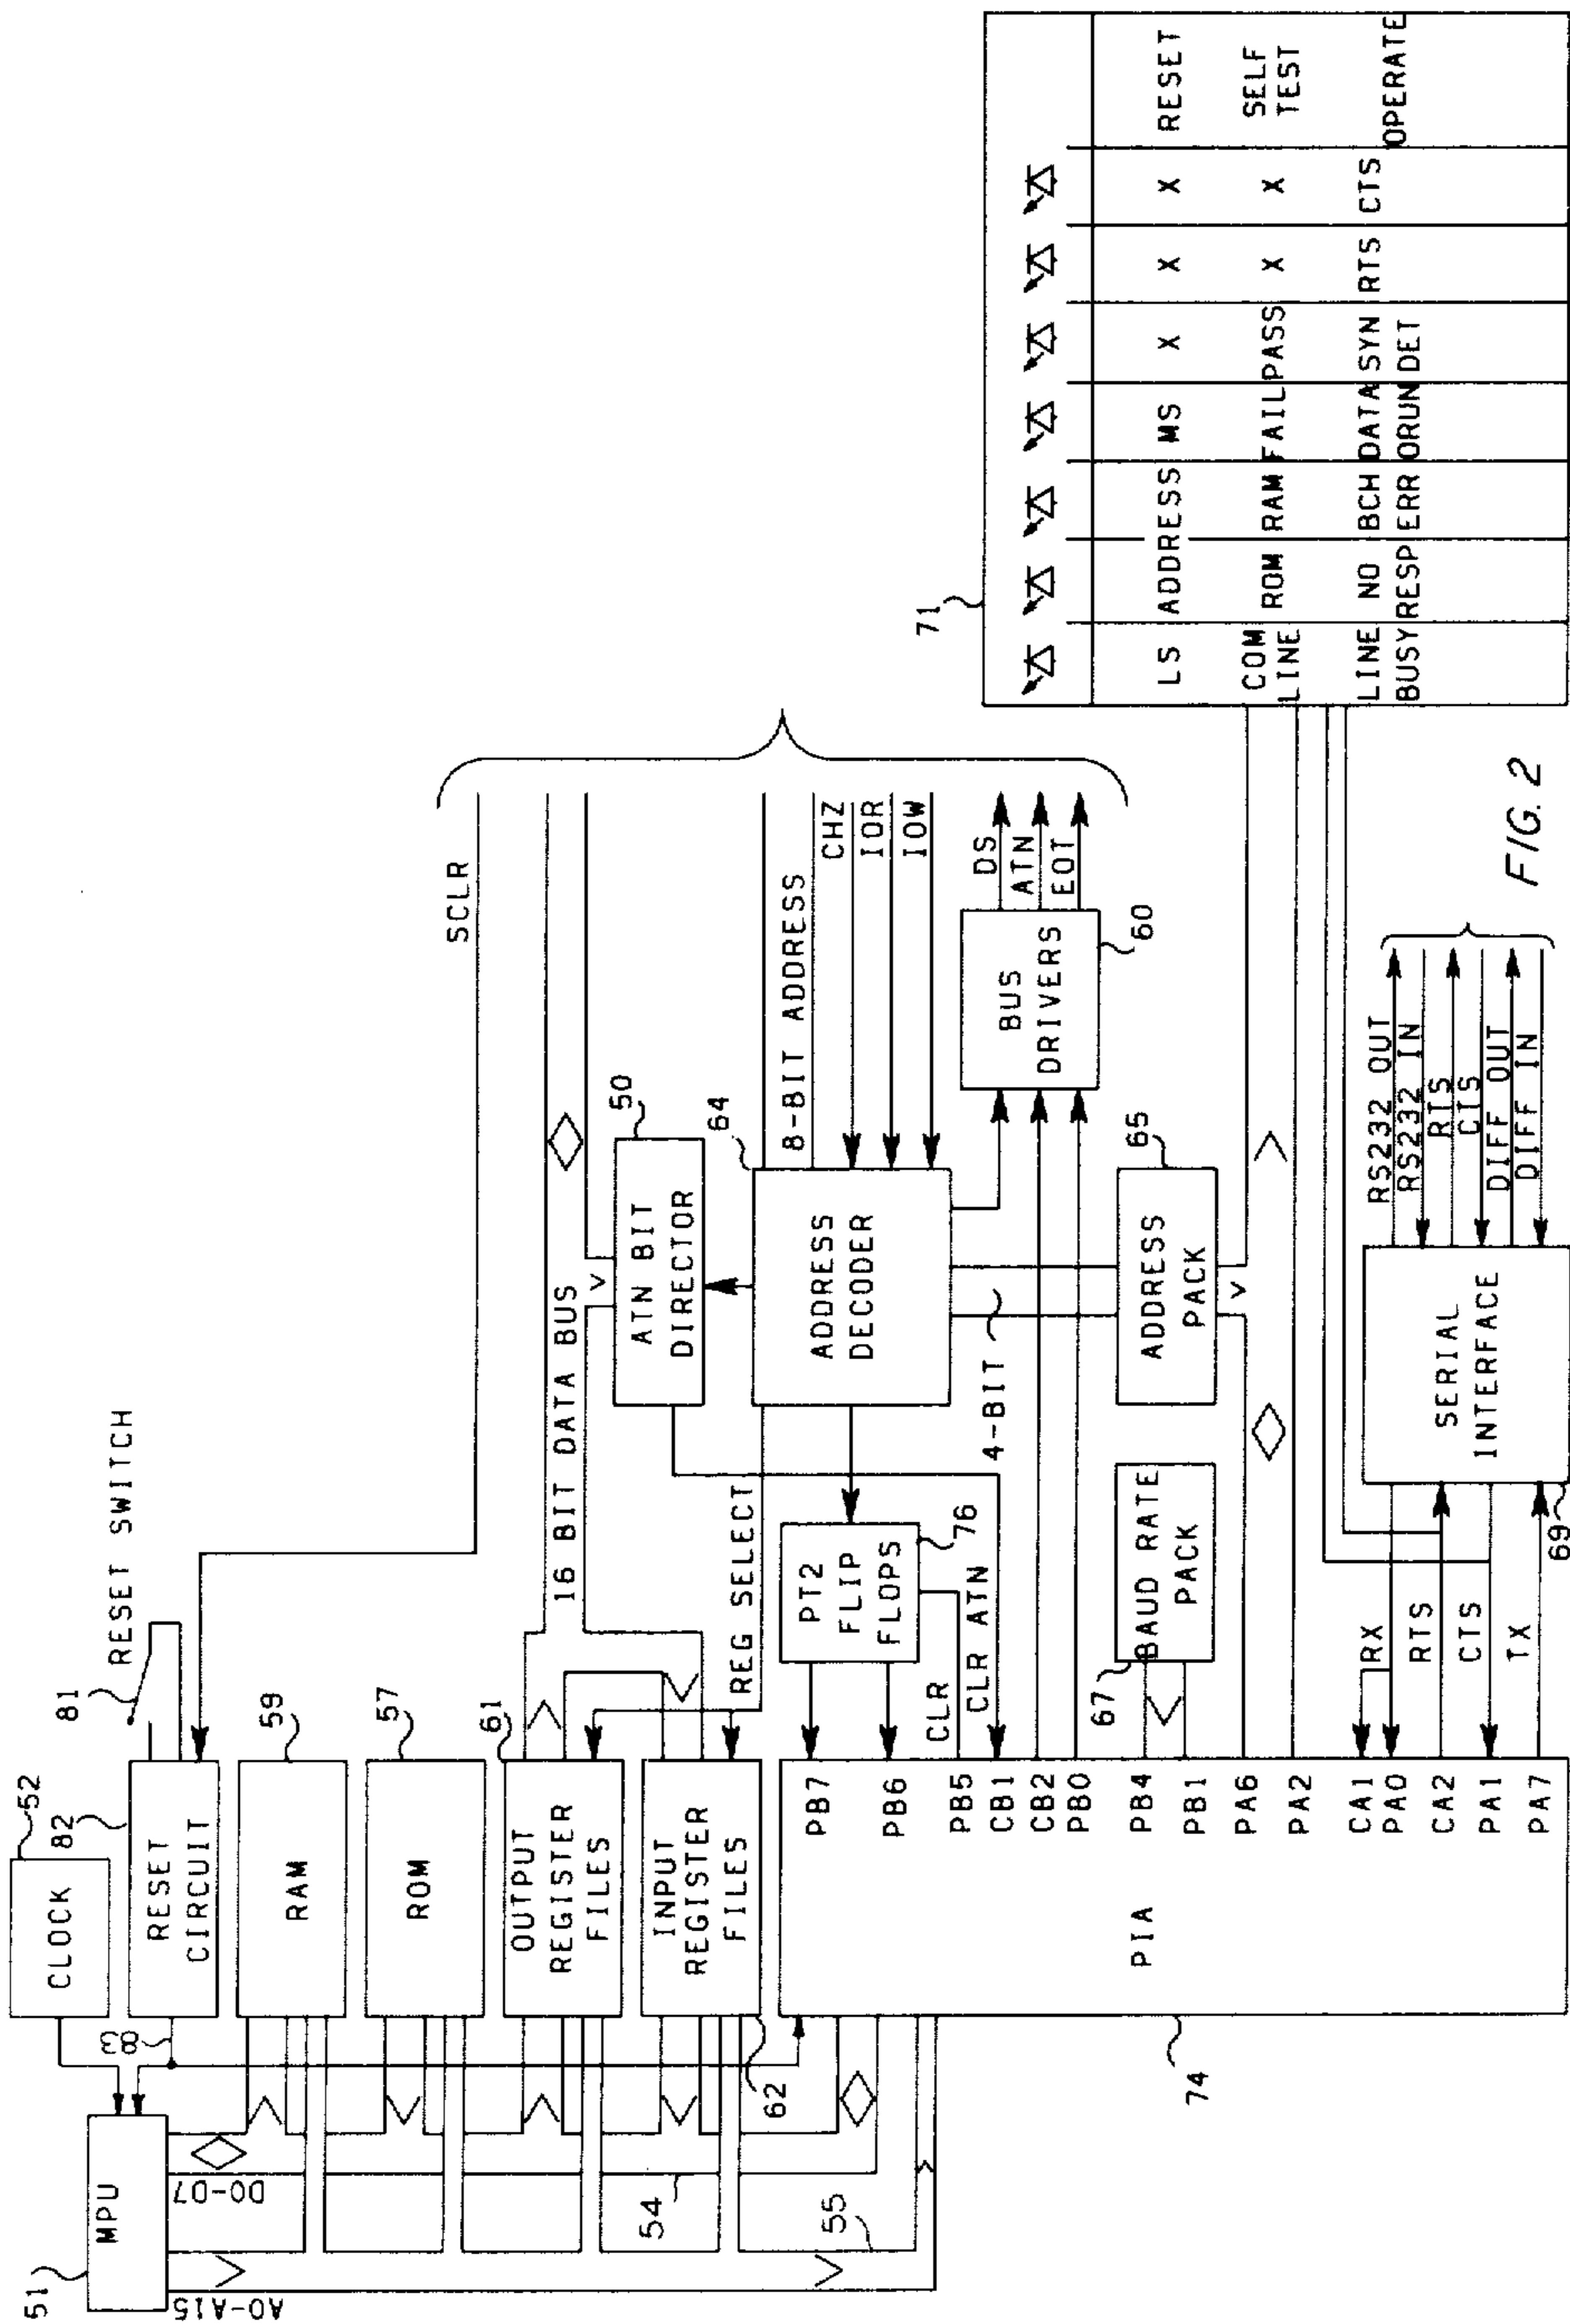 51
MPU
A0-A15
D0-D7
54
55
83
CLOCK
52
RESET
CIRCUIT
82
RESET SWITCH
81
RAM
59
ROM
57
OUTPUT
REGISTER
FILES
61
INPUT
REGISTER
FILES
62
SCLR
16 BIT DATA BUS
REG SELECT
ATN BIT
DIRECTOR
50
ADDRESS
DECODER
64
8-BIT ADDRESS
CHZ
IOR
IOW
BUS
DRIVERS
60
DS
ATN
EOT
PT2
FLIP
FLOPS
76
CLR
CLR ATN
4-BIT
BAUD RATE
PACK
67
ADDRESS
PACK
65
PIA
74
PB7
PB6
PB5
CB1
CB2
PB0
PB4
PB1
PA6
PA2
CA1
PA0
CA2
PA1
PA7
RX
RTS
CTS
TX
SERIAL
INTERFACE
69
RS232 OUT
RS232 IN
RTS
CTS
DIFF OUT
DIFF IN
71
LS ADDRESS MS X X X RESET
COM ROM RAM FAIL PASS X X SELF
LINE TEST
LINE NO BCH DATA SYN RTS CTS
BUSY RESP ERR ORUN DET OPERATE
FIG. 2